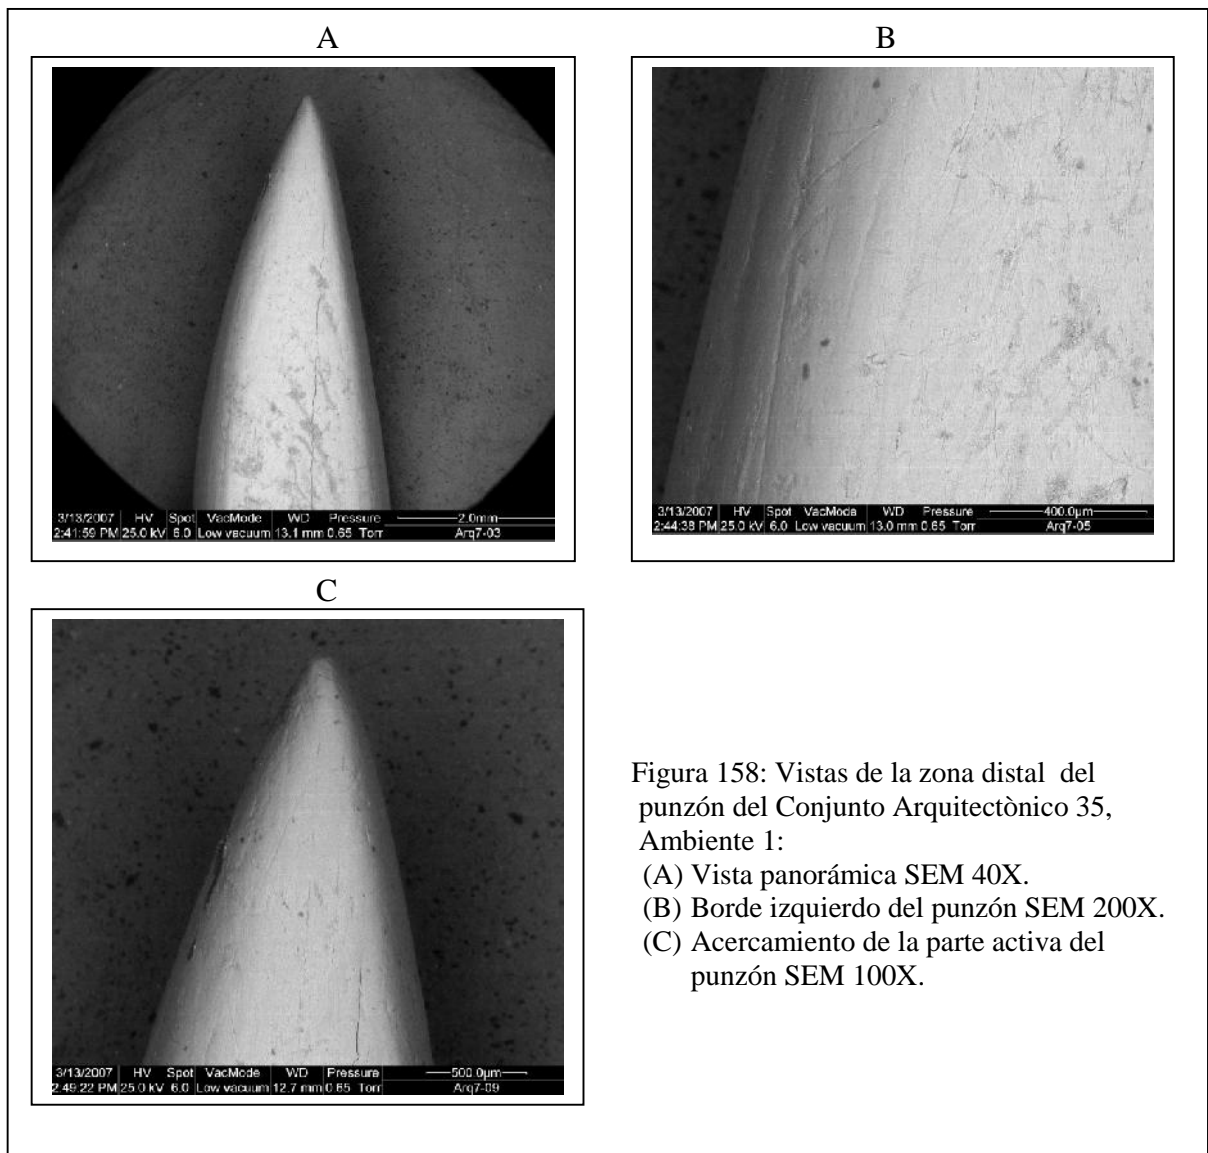 A
B
3/13/2007 HV Spot VacMode WD Pressure 2.0mm
2:41:59 PM 25.0 kV 6.0 Low vacuum 13.1 mm 0.65 Torr Arq7-03
3/13/2007 HV Spot VacMode WD Pressure 400.0µm
2:44:38 PM 25.0 kV 6.0 Low vacuum 13.0 mm 0.65 Torr Arq7-05
C
3/13/2007 HV Spot VacMode WD Pressure 500.0µm
2:49:22 PM 25.0 kV 6.0 Low vacuum 12.7 mm 0.65 Torr Arq7-09
Figura 158: Vistas de la zona distal del
punzón del Conjunto Arquitectònico 35,
Ambiente 1:
(A) Vista panorámica SEM 40X.
(B) Borde izquierdo del punzón SEM 200X.
(C) Acercamiento de la parte activa del
punzón SEM 100X.